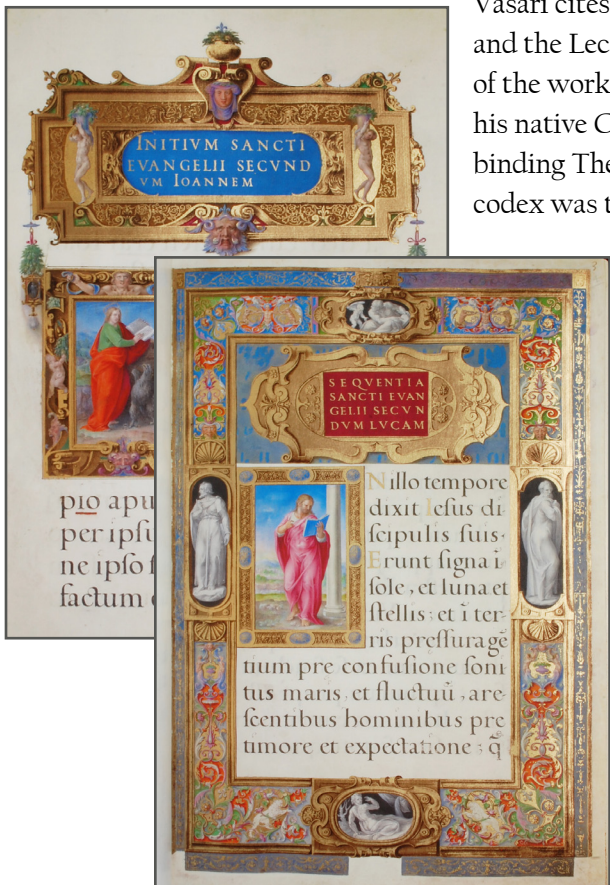 Vasari cites
and the Lec
of the work
his native C
binding The
codex was t
INITIVM SANCTI
EVANGELII SECVND
VM IOANNEM
pio apu
per ipſu
ne ipſo ſ
factum
SEQVENTIA
SANCTI EVAN
GELII SECVN
DVM LVCAM
Nillo tempore
dixit Ieſus di-
ſcipulis ſuis.
Erunt ſigna ī
ſole, et luna et
ſtellis: et ī ter-
ris preſſura gē
tium pre confuſione ſoni
tus maris, et fluctuū, are-
ſcentibus hominibus pre
timore et expectatione: q̄